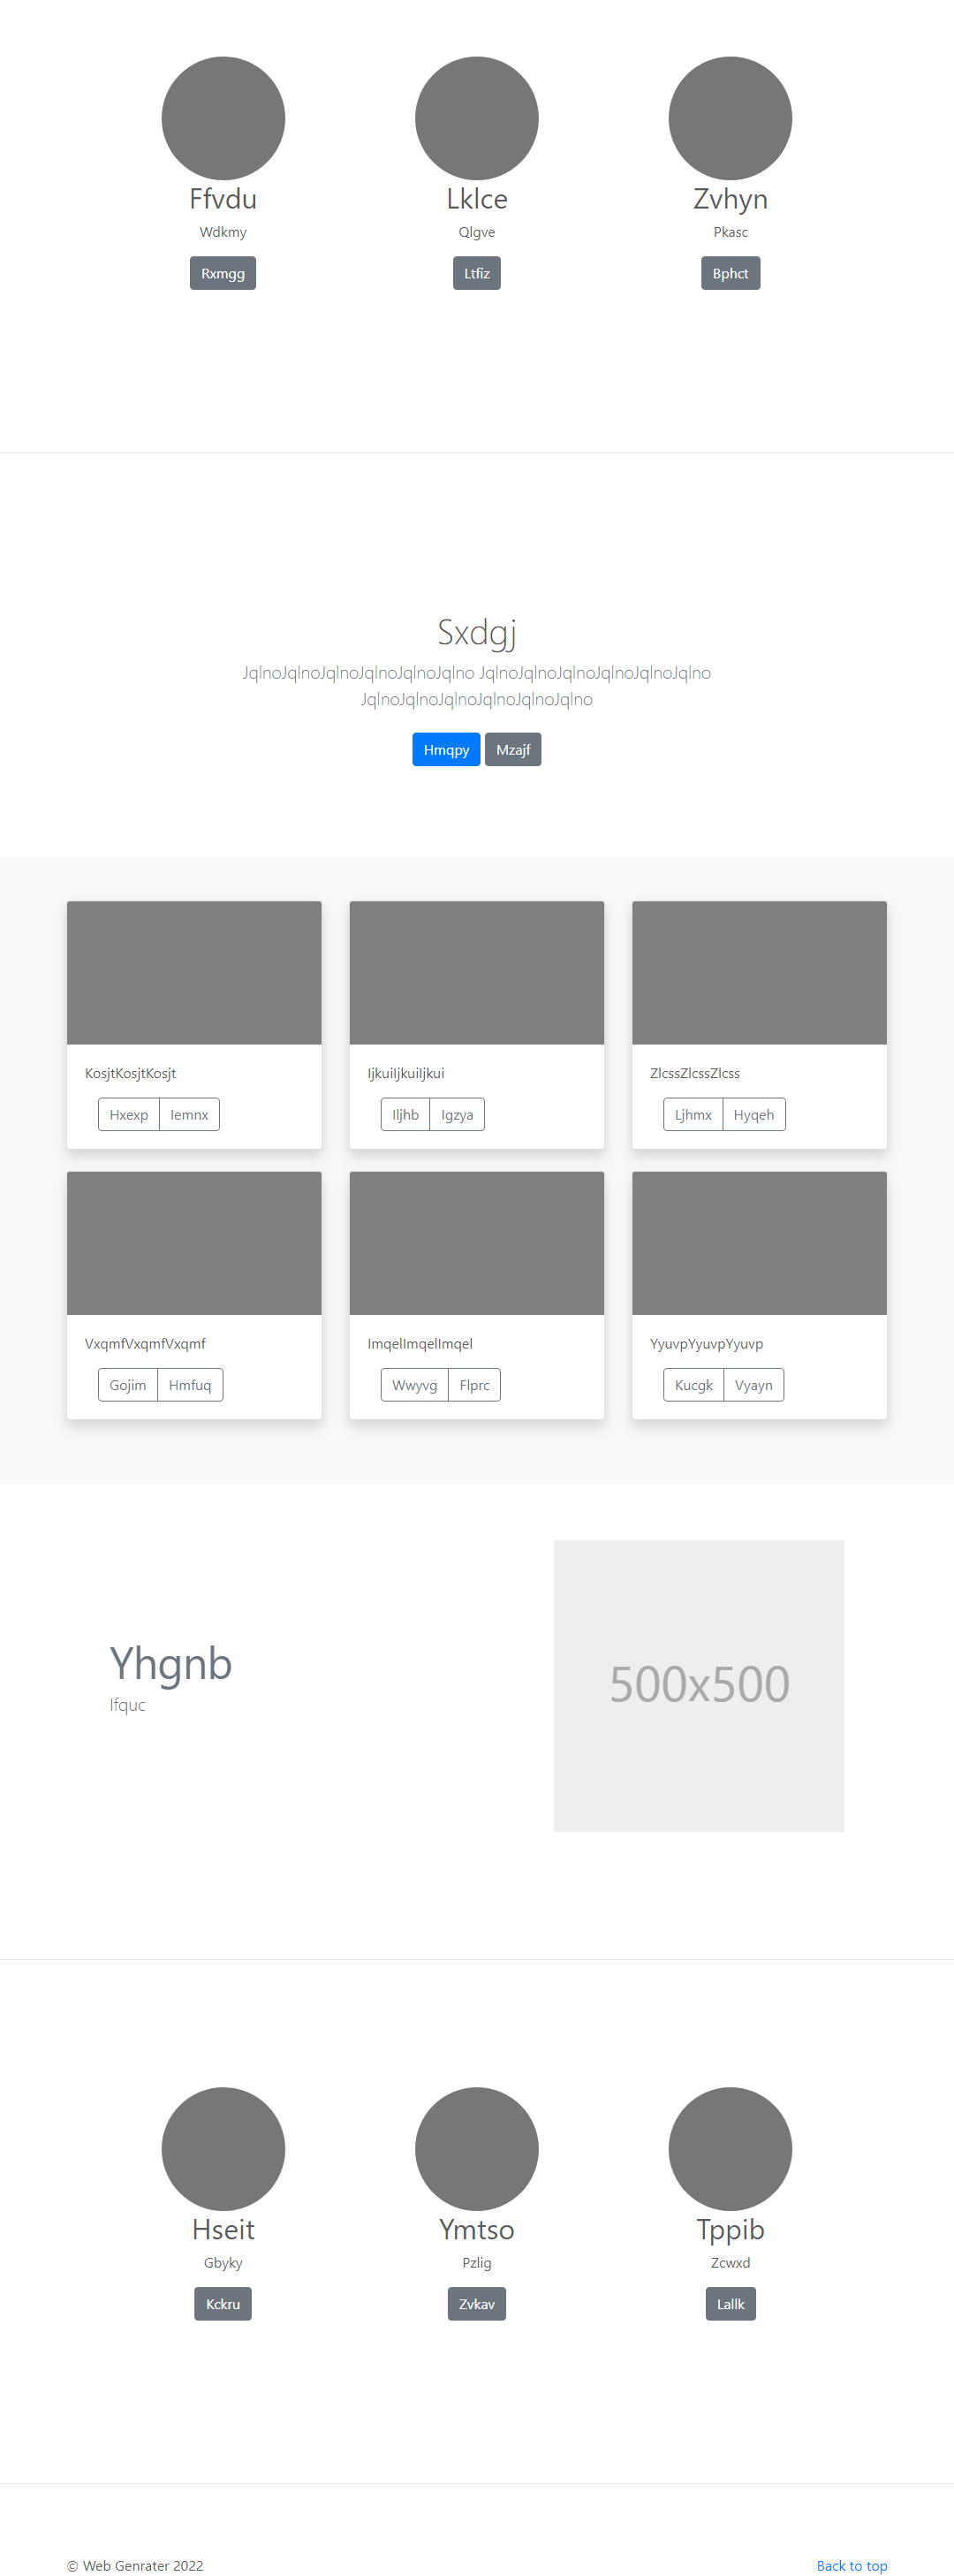 Ffvdu
Lklce
Zvhyn
Wdkmy
Qlgve
Pkasc
Rxmgg
Ltfiz
Bphct
Sxdgj
JqlnoJqlnoJqlnoJqlnoJqlnoJqlno JqlnoJqlnoJqlnoJqlnoJqlnoJqlno
JqlnoJqlnoJqlnoJqlnoJqlnoJqlno
Hmqpy Mzajf
KosjtKosjtKosjt
Hxexp Iemnx
IjkuiIjkuiIjkui
Iljhb Igzya
ZlcssZlcssZlcss
Ljhmx Hyqeh
VxqmfVxqmfVxqmf
Gojim Hmfuq
ImqelImqelImqel
Wwyvg Flprc
YyuvpYyuvpYyuvp
Kucgk Vyayn
Yhgnb
500x500
Hseit
Ymtso
Tppib
Gbyky
Pzlig
Zcwxd
Kckru
Zvkav
Lallk
© Web Genrater 2022
Back to top